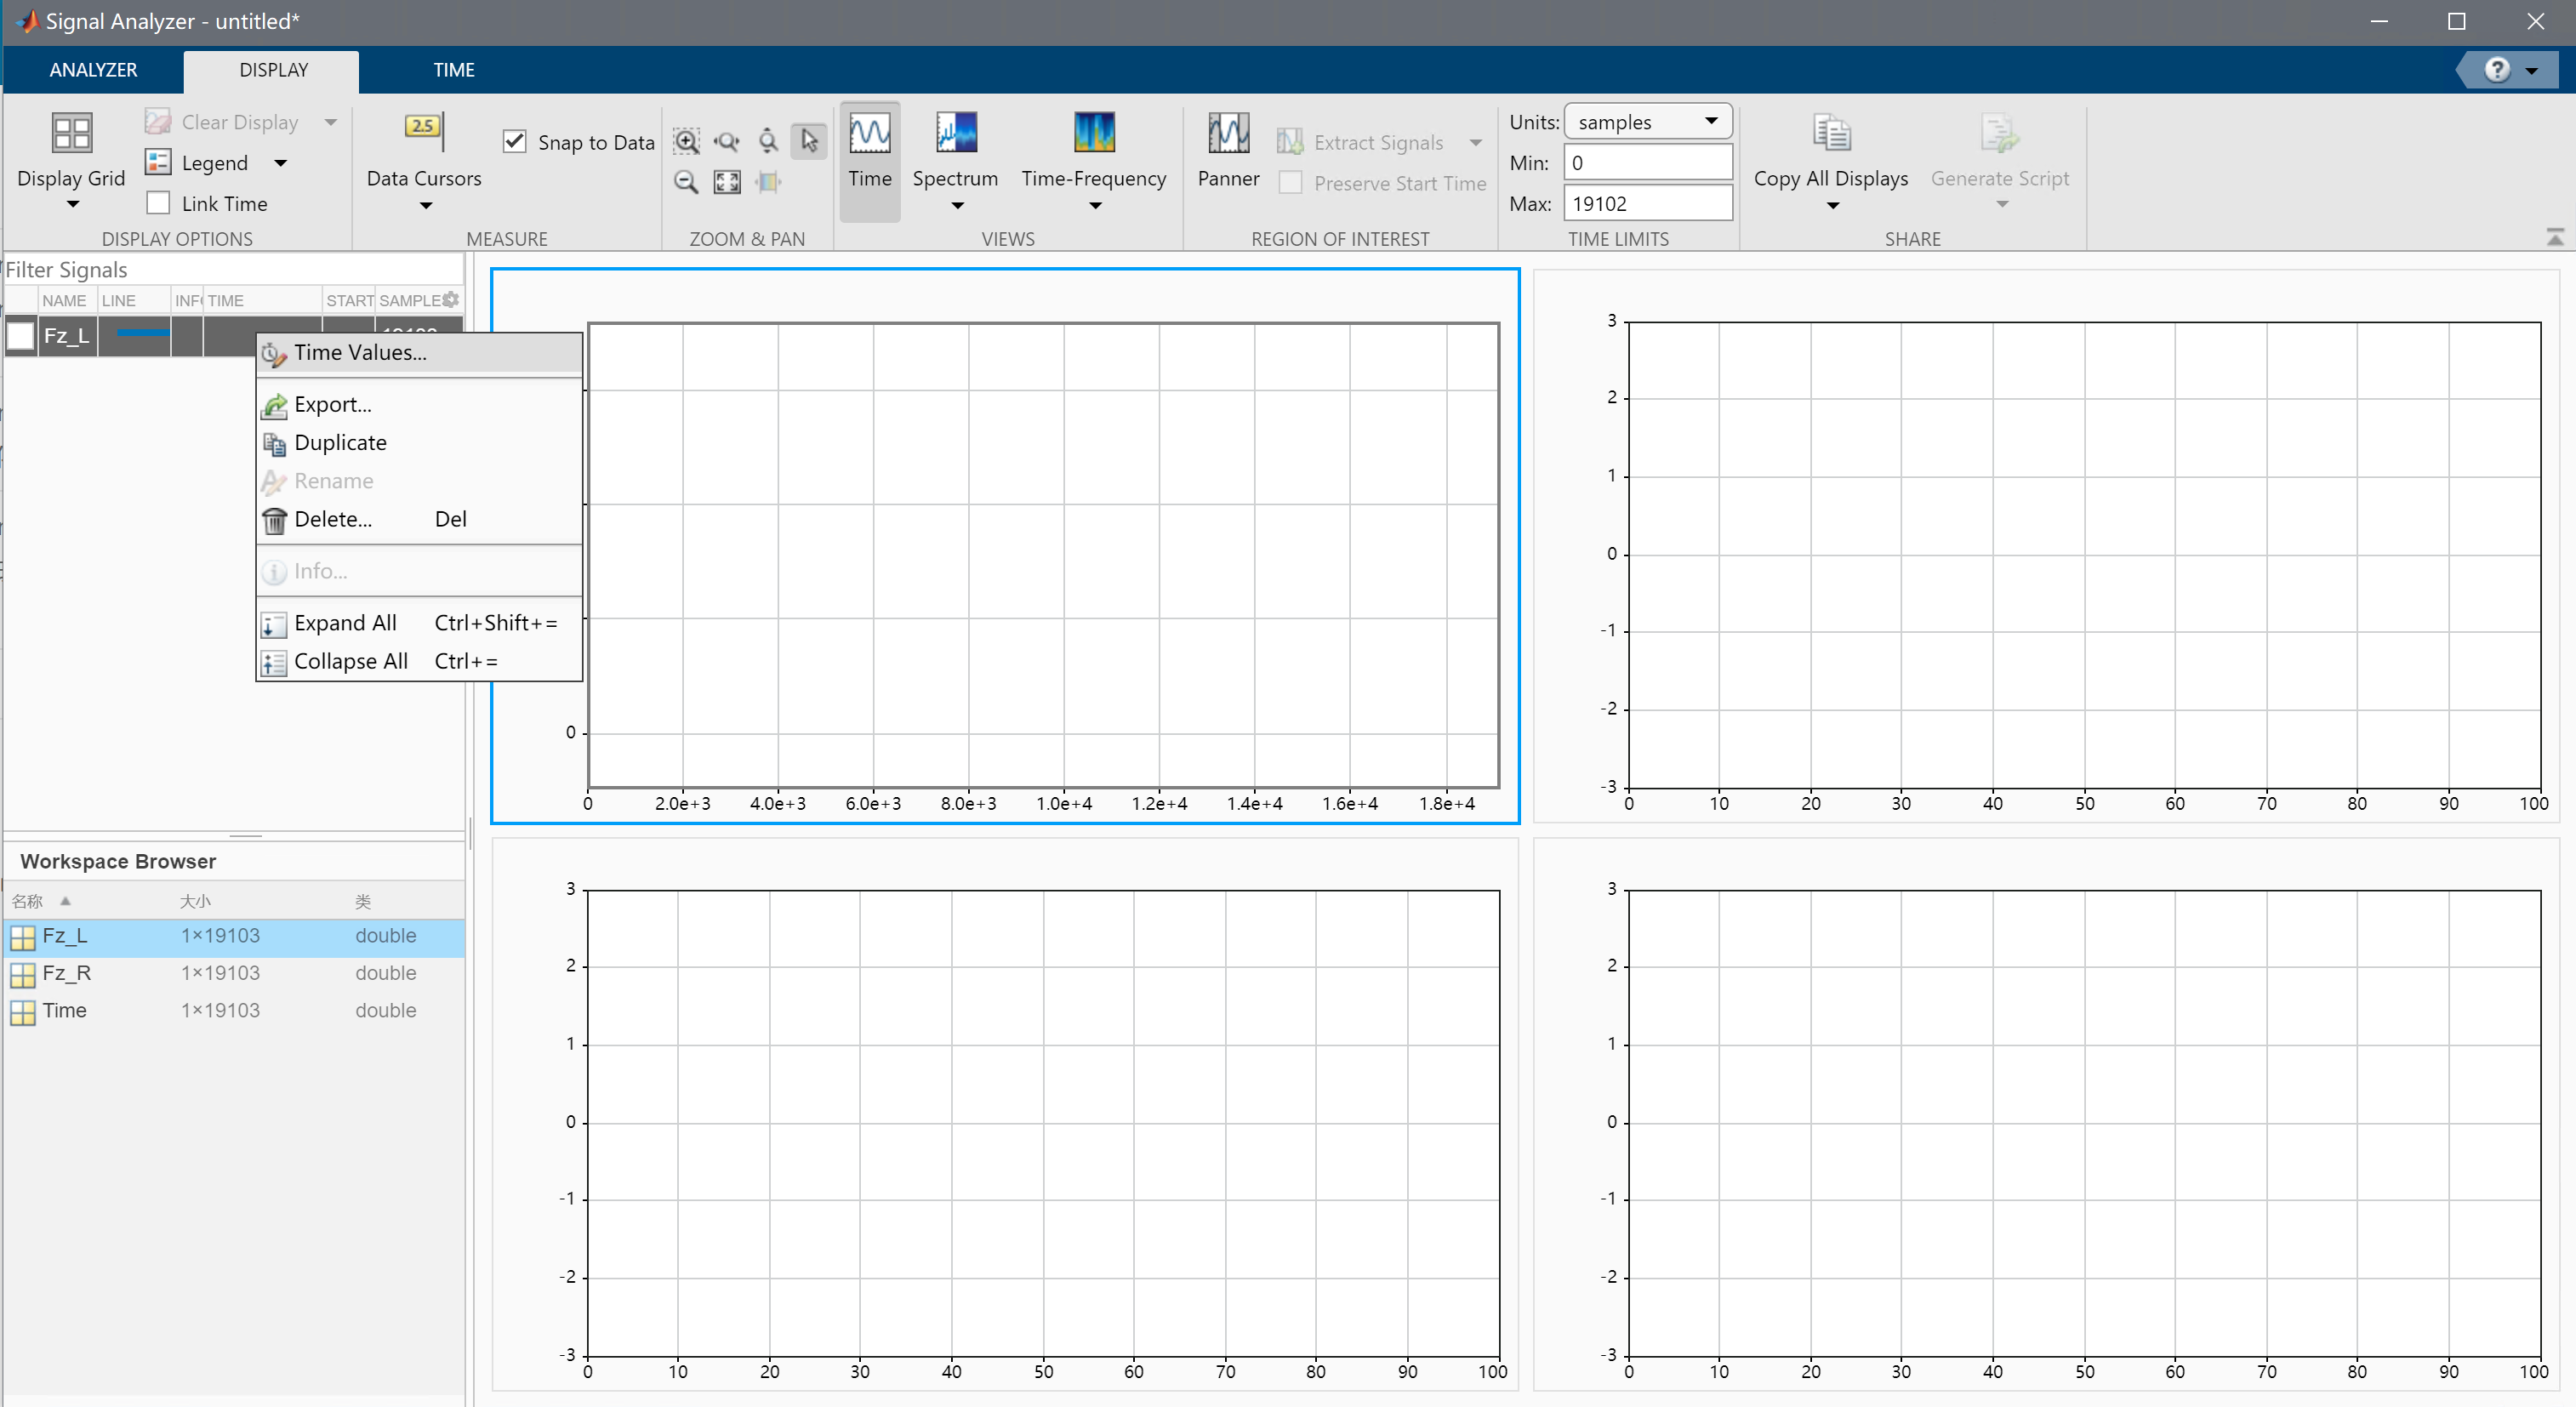 Signal Analyzer - untitled*
ANALYZER DISPLAY TIME
Display Grid
Clear Display
Legend
Link Time
DISPLAY OPTIONS
2.5
Data Cursors
Snap to Data
MEASURE
ZOOM & PAN
Time Spectrum Time-Frequency
VIEWS
Panner
Extract Signals
Preserve Start Time
REGION OF INTEREST
Units: samples
Min: 0
Max: 19102
TIME LIMITS
Copy All Displays Generate Script
SHARE
Filter Signals
NAME LINE TIME START SAMPLE
Fz_L
Time Values...
Export...
Duplicate
Rename
Delete... Del
Info...
Expand All Ctrl+Shift+=
Collapse All Ctrl+=
0
0 2.0e+3 4.0e+3 6.0e+3 8.0e+3 1.0e+4 1.2e+4 1.4e+4 1.6e+4 1.8e+4
3
2
1
0
-1
-2
-3
0 10 20 30 40 50 60 70 80 90 100
Workspace Browser
名称 大小 类
Fz_L 1×19103 double
Fz_R 1×19103 double
Time 1×19103 double
3
2
1
0
-1
-2
-3
0 10 20 30 40 50 60 70 80 90 100
3
2
1
0
-1
-2
-3
0 10 20 30 40 50 60 70 80 90 100